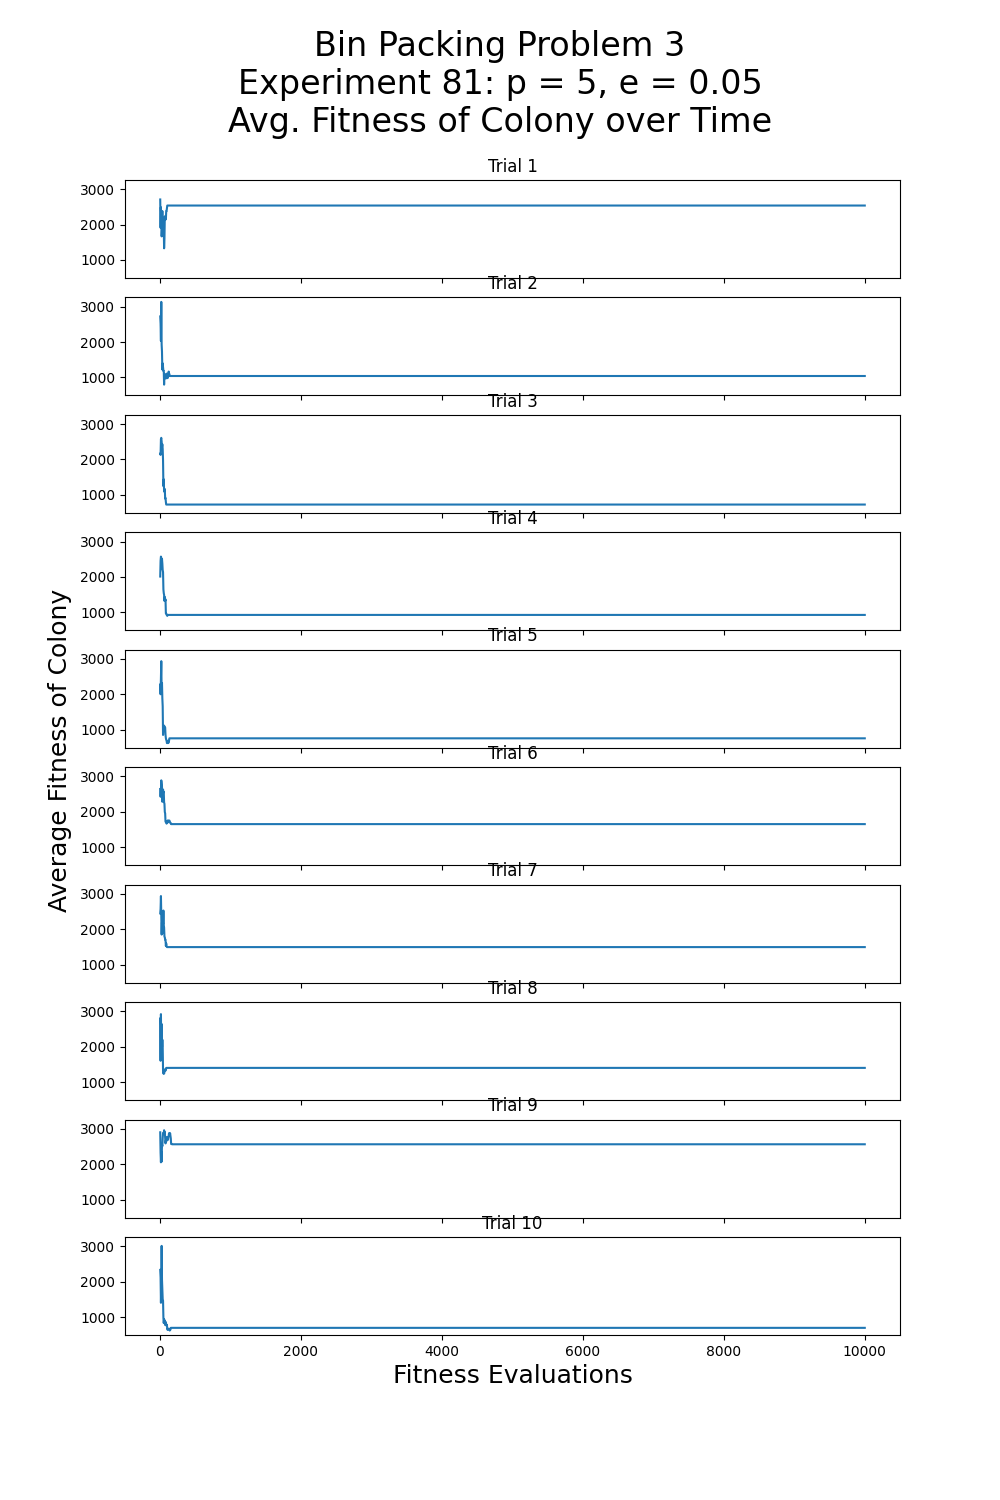 Bin Packing Problem 3
Experiment 81: p = 5, e = 0.05
Avg. Fitness of Colony over Time
Trial 1
3000
2000
1000
Trial 2
3000
2000
1000
Trial 3
3000
2000
1000
Trial 4
3000
2000
1000
Trial 5
3000
2000
1000
Trial 6
3000
2000
1000
Trial 7
3000
2000
1000
Trial 8
3000
2000
1000
Trial 9
3000
2000
1000
Trial 10
3000
2000
1000
Average Fitness of Colony
0 2000 4000 6000 8000 10000
Fitness Evaluations